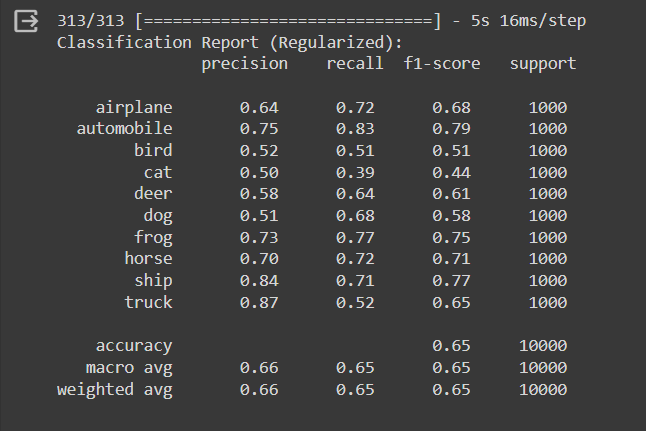 313/313 [==============================] - 5s 16ms/step
Classification Report (Regularized):
precision recall f1-score support
airplane 0.64 0.72 0.68 1000
automobile 0.75 0.83 0.79 1000
bird 0.52 0.51 0.51 1000
cat 0.50 0.39 0.44 1000
deer 0.58 0.64 0.61 1000
dog 0.51 0.68 0.58 1000
frog 0.73 0.77 0.75 1000
horse 0.70 0.72 0.71 1000
ship 0.84 0.71 0.77 1000
truck 0.87 0.52 0.65 1000
accuracy 0.65 10000
macro avg 0.66 0.65 0.65 10000
weighted avg 0.66 0.65 0.65 10000